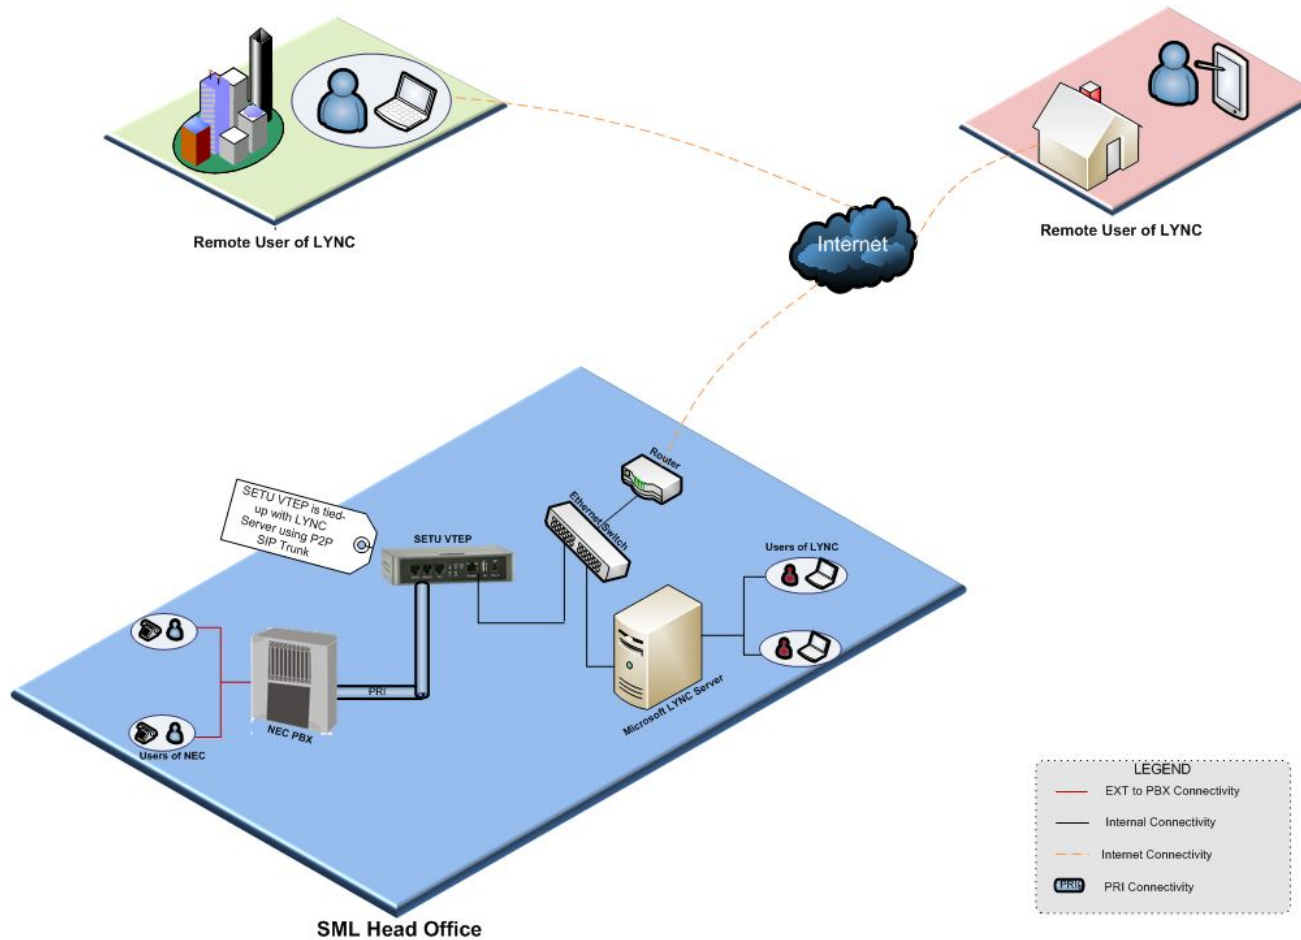 Remote User of LYNC
Remote User of LYNC
Internet
Router
Ethernet Switch
SETU VTEP is tied-
up with LYNC
Server using P2P
SIP Trunk
SETU VTEP
Users of LYNC
PRI
NEC PBX
Users of NEC
Microsoft LYNC Server
SML Head Office
LEGEND
EXT to PBX Connectivity
Internal Connectivity
Internet Connectivity
PRI
PRI Connectivity